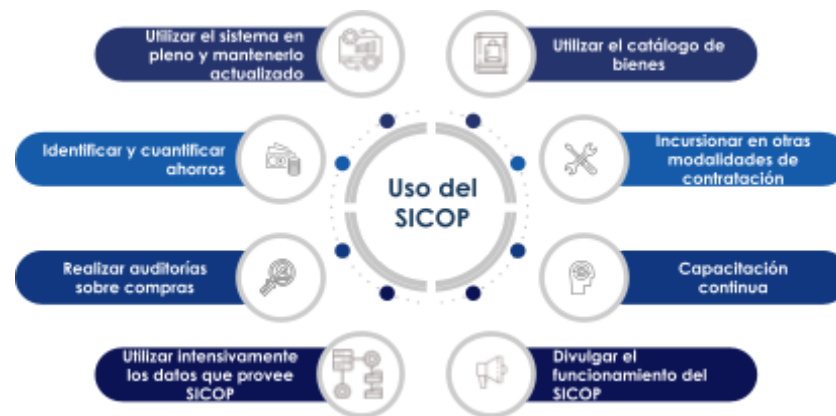 Utilizar el sistema en
pleno y mantenerlo
actualizado
Utilizar el catálogo de
bienes
Identificar y cuantificar
ahorros
Incursionar en otras
modalidades de
contratación
Uso del
SICOP
Realizar auditorías
sobre compras
Capacitación
continua
Utilizar intensivamente
los datos que provee
SICOP
Divulgar el
funcionamiento del
SICOP